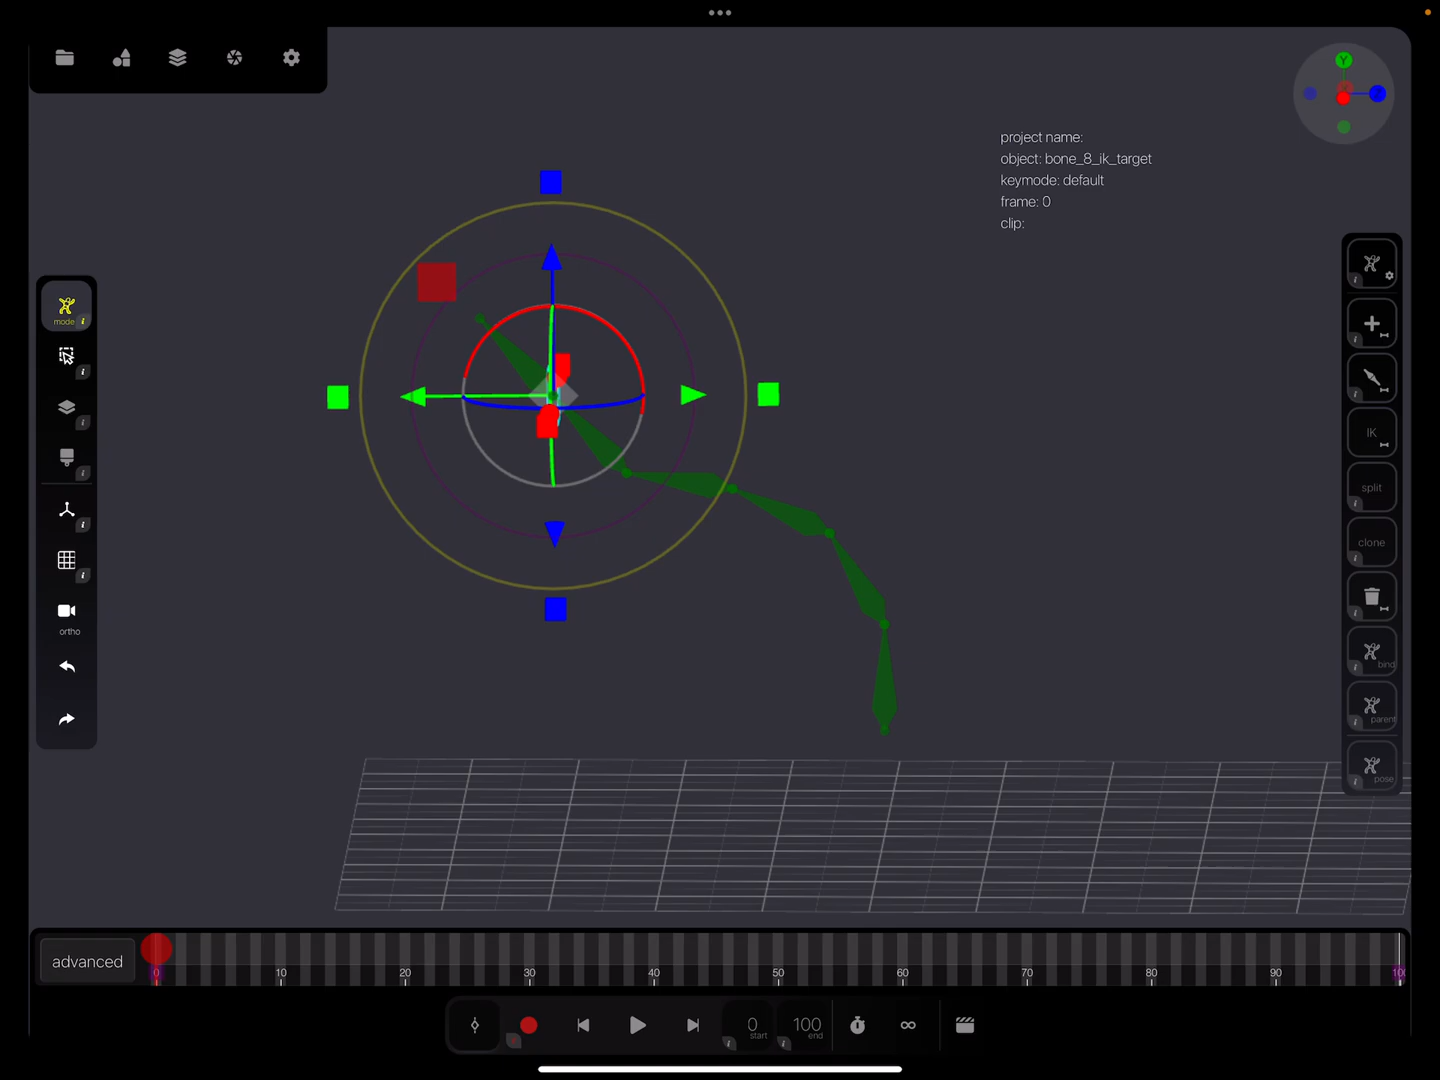 Y
project name:
object: bone_8_ik_target
keymode: default
frame: 0
clip:
mode
i
i
i
i
i
i
ortho
i
i
i
IK
split
i
clone
i
i
bind
i
parent
i
pose
i
advanced
0
10
20
30
40
50
60
70
80
90
100
0
start
i
100
end
i